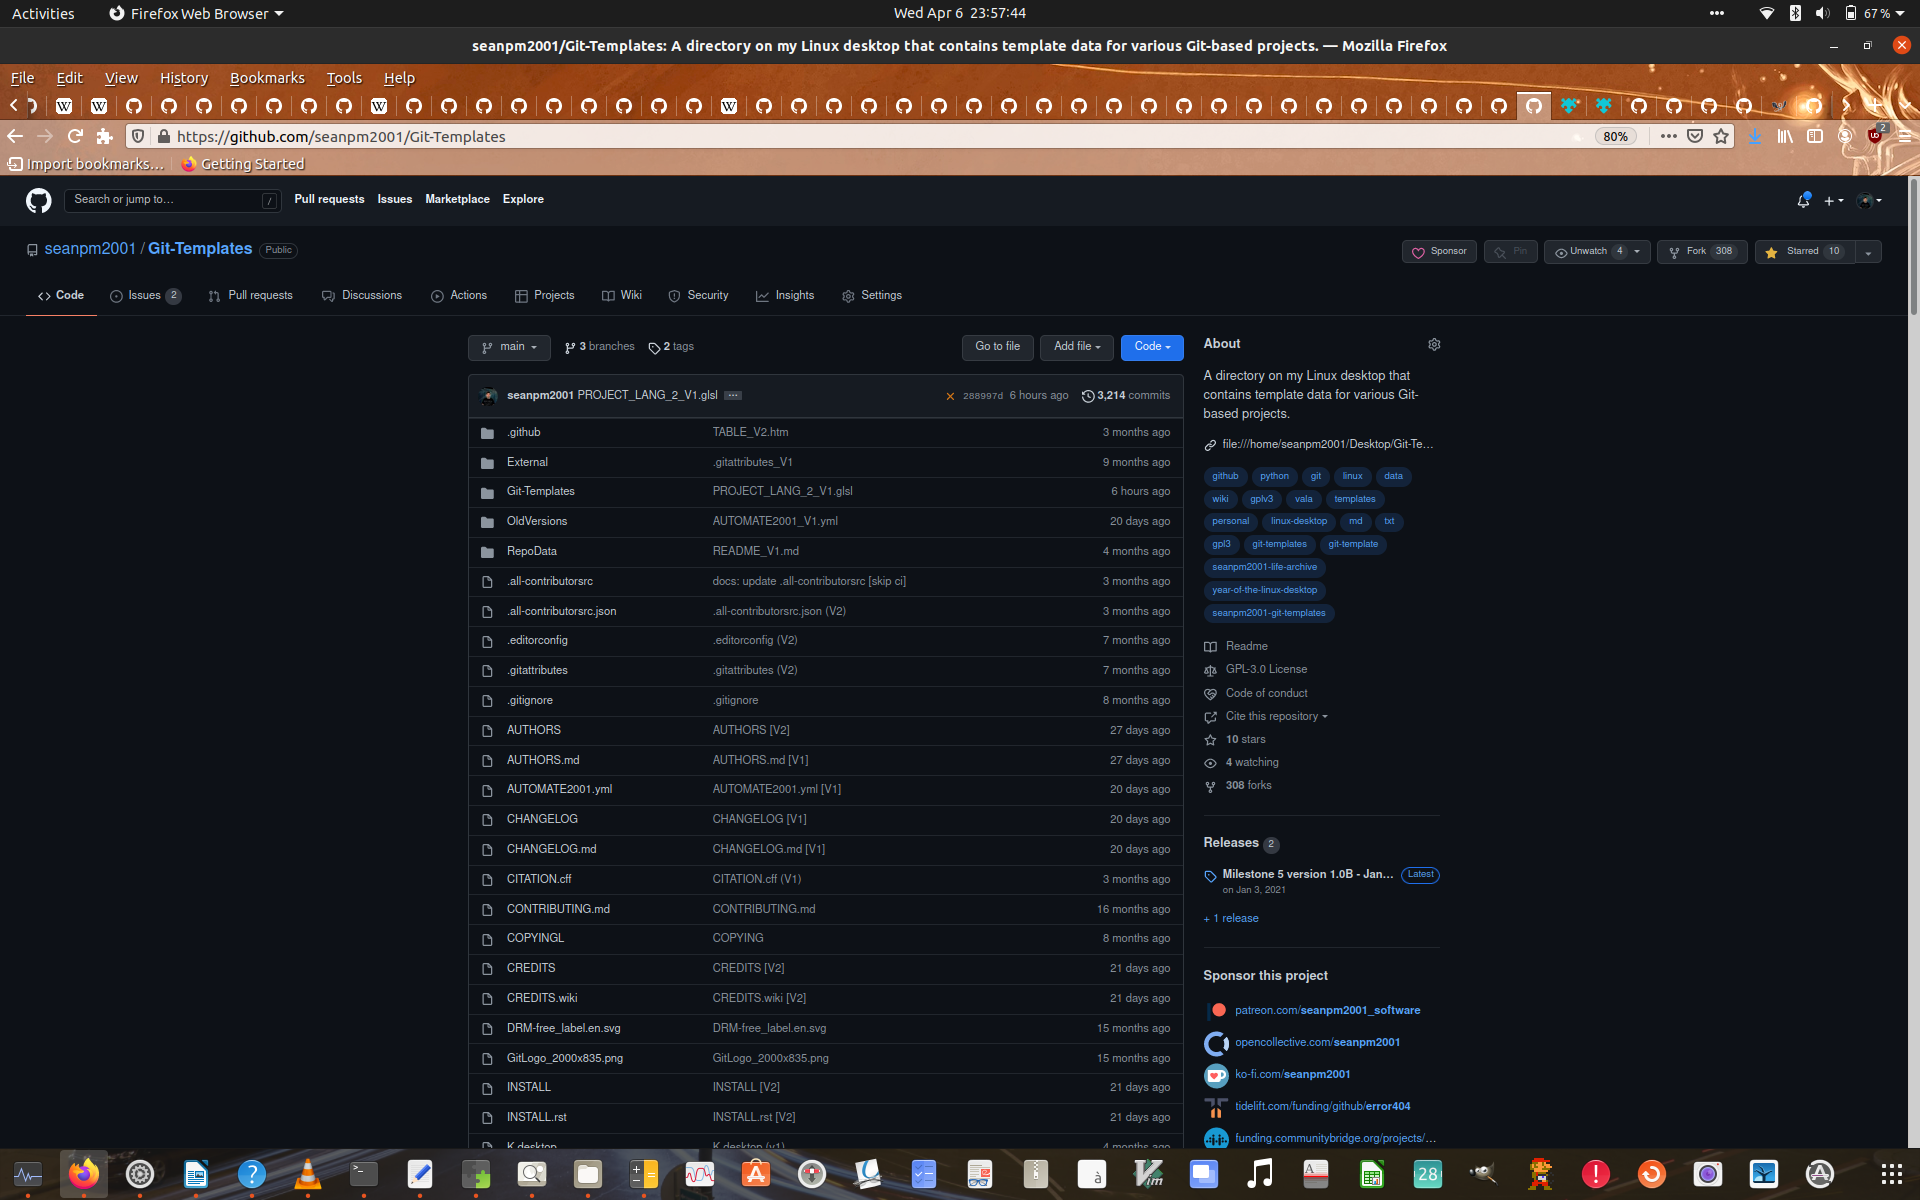 Activities Firefox Web Browser Wed Apr 6 23:57:44 67 %
seanpm2001/Git-Templates: A directory on my Linux desktop that contains template data for various Git-based projects. — Mozilla Firefox
File Edit View History Bookmarks Tools Help
https://github.com/seanpm2001/Git-Templates 80% 2
Import bookmarks… Getting Started
Search or jump to… / Pull requests Issues Marketplace Explore
seanpm2001 / Git-Templates Public Sponsor Pin Unwatch 4 Fork 308 Starred 10
Code Issues 2 Pull requests Discussions Actions Projects Wiki Security Insights Settings
main 3 branches 2 tags Go to file Add file Code
seanpm2001 PROJECT_LANG_2_V1.glsl 288997d 6 hours ago 3,214 commits
.github TABLE_V2.htm 3 months ago
External .gitattributes_V1 9 months ago
Git-Templates PROJECT_LANG_2_V1.glsl 6 hours ago
OldVersions AUTOMATE2001_V1.yml 20 days ago
RepoData README_V1.md 4 months ago
.all-contributorsrc docs: update .all-contributorsrc [skip ci] 3 months ago
.all-contributorsrc.json .all-contributorsrc.json (V2) 3 months ago
.editorconfig .editorconfig (V2) 7 months ago
.gitattributes .gitattributes (V2) 7 months ago
.gitignore .gitignore 8 months ago
AUTHORS AUTHORS [V2] 27 days ago
AUTHORS.md AUTHORS.md [V1] 27 days ago
AUTOMATE2001.yml AUTOMATE2001.yml [V1] 20 days ago
CHANGELOG CHANGELOG [V1] 20 days ago
CHANGELOG.md CHANGELOG.md [V1] 20 days ago
CITATION.cff CITATION.cff (V1) 3 months ago
CONTRIBUTING.md CONTRIBUTING.md 16 months ago
COPYINGL COPYING 8 months ago
CREDITS CREDITS [V2] 21 days ago
CREDITS.wiki CREDITS.wiki [V2] 21 days ago
DRM-free_label.en.svg DRM-free_label.en.svg 15 months ago
GitLogo_2000x835.png GitLogo_2000x835.png 15 months ago
INSTALL INSTALL [V2] 21 days ago
INSTALL.rst INSTALL.rst [V2] 21 days ago
K.desktop K.desktop (v1) 4 months ago
About
A directory on my Linux desktop that
contains template data for various Git-
based projects.
file:///home/seanpm2001/Desktop/Git-Te…
github python git linux data
wiki gplv3 vala templates
personal linux-desktop md txt
gpl3 git-templates git-template
seanpm2001-life-archive
year-of-the-linux-desktop
seanpm2001-git-templates
Readme
GPL-3.0 License
Code of conduct
Cite this repository
10 stars
4 watching
308 forks
Releases 2
Milestone 5 version 1.0B - Jan… Latest
on Jan 3, 2021
+ 1 release
Sponsor this project
patreon.com/seanpm2001_software
opencollective.com/seanpm2001
ko-fi.com/seanpm2001
tidelift.com/funding/github/error404
funding.communitybridge.org/projects/…
28